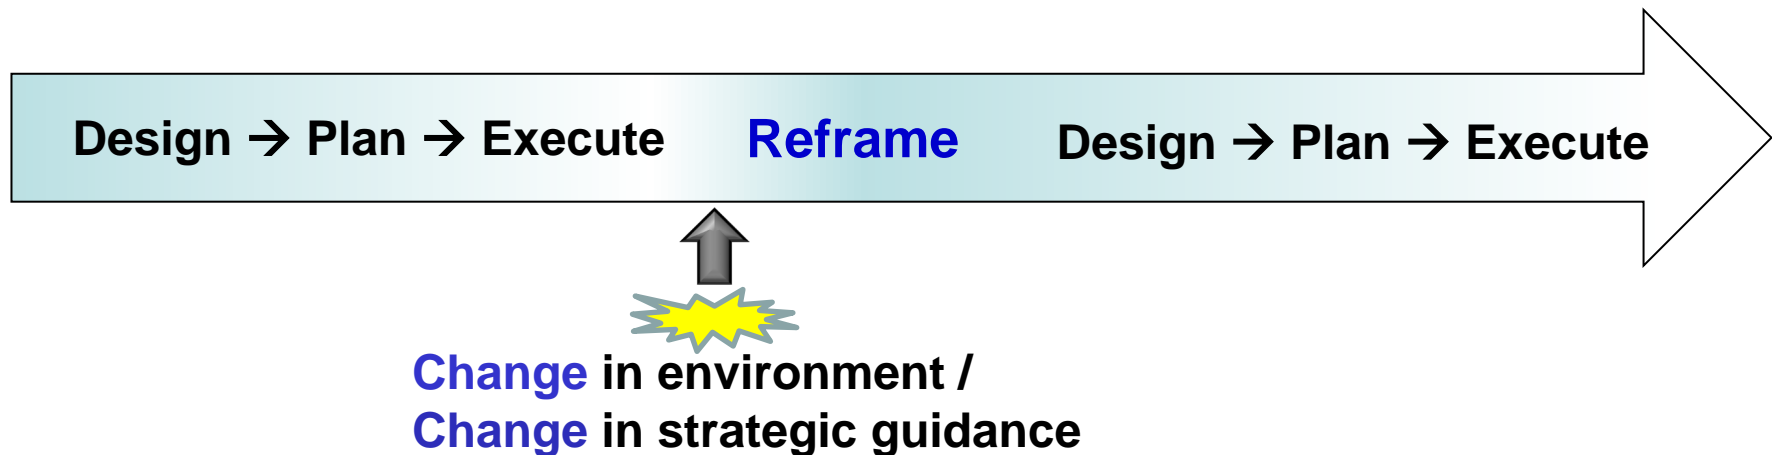 Design → Plan → Execute Reframe Design → Plan → Execute
Change in environment /
Change in strategic guidance